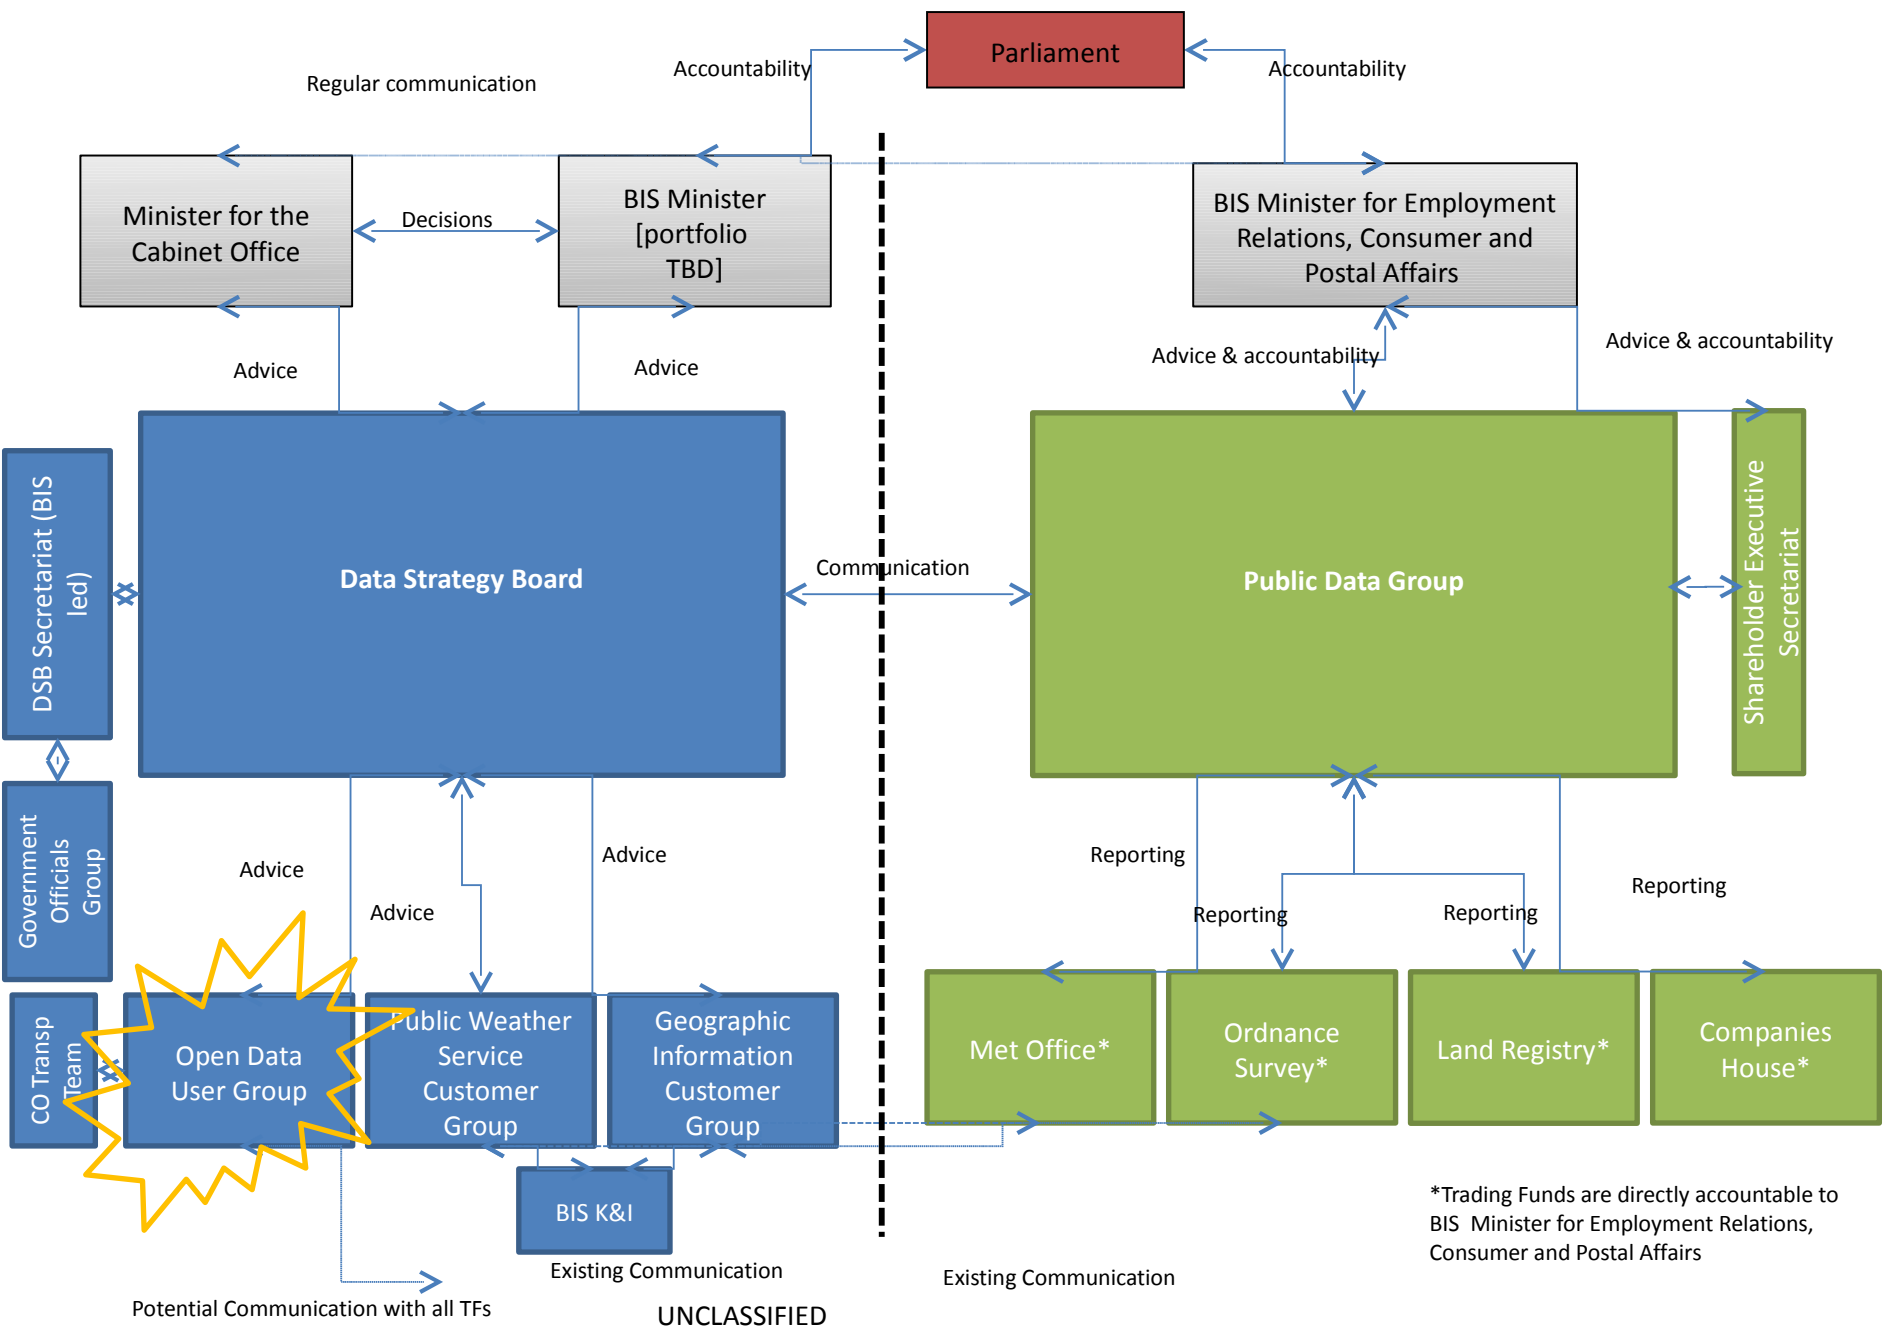 Parliament
Accountability
Accountability
Regular communication
Minister for the
Cabinet Office
Decisions
BIS Minister
[portfolio
TBD]
BIS Minister for Employment
Relations, Consumer and
Postal Affairs
Advice
Advice
Advice & accountability
Advice & accountability
DSB Secretariat (BIS
led)
Data Strategy Board
Communication
Public Data Group
Shareholder Executive
Secretariat
Government
Officials
Group
Advice
Advice
Advice
Reporting
Reporting
Reporting
Reporting
CO Transp
Team
Open Data
User Group
Public Weather
Service
Customer
Group
Geographic
Information
Customer
Group
Met Office*
Ordnance
Survey*
Land Registry*
Companies
House*
BIS K&I
*Trading Funds are directly accountable to
BIS Minister for Employment Relations,
Consumer and Postal Affairs
Existing Communication
Existing Communication
Potential Communication with all TFs
UNCLASSIFIED